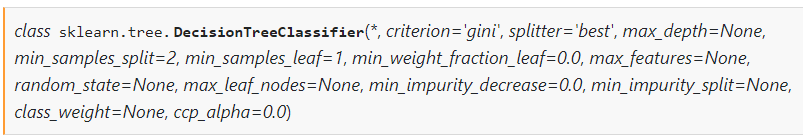 class sklearn.tree.DecisionTreeClassifier(*, criterion='gini', splitter='best', max_depth=None,
min_samples_split=2, min_samples_leaf=1, min_weight_fraction_leaf=0.0, max_features=None,
random_state=None, max_leaf_nodes=None, min_impurity_decrease=0.0, min_impurity_split=None,
class_weight=None, ccp_alpha=0.0)